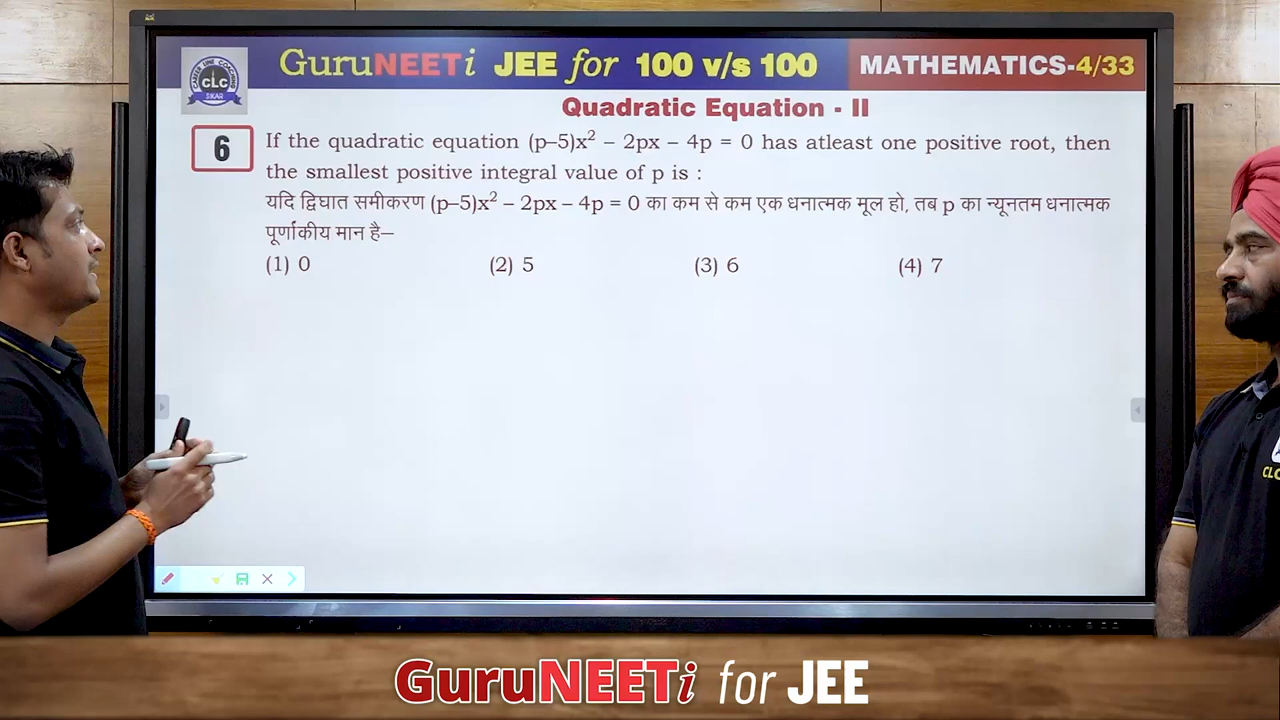 GuruNEETi JEE for 100 v/s 100
MATHEMATICS-4/33
CLC
SIKAR
Quadratic Equation - II
6
If the quadratic equation (p–5)x² – 2px – 4p = 0 has atleast one positive root, then
the smallest positive integral value of p is :
यदि द्विघात समीकरण (p–5)x² – 2px – 4p = 0 का कम से कम एक धनात्मक मूल हो, तब p का न्यूनतम धनात्मक
पूर्णांकीय मान है–
(1) 0 (2) 5 (3) 6 (4) 7
GuruNEETi for JEE